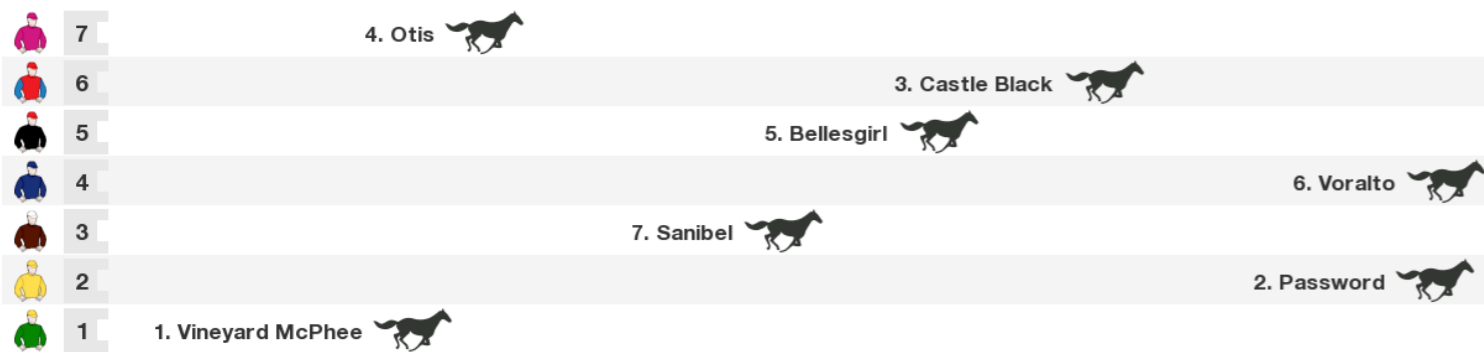 7 4. Otis
6 3. Castle Black
5 5. Bellesgirl
4 6. Voralto
3 7. Sanibel
2 2. Password
1 1. Vineyard McPhee